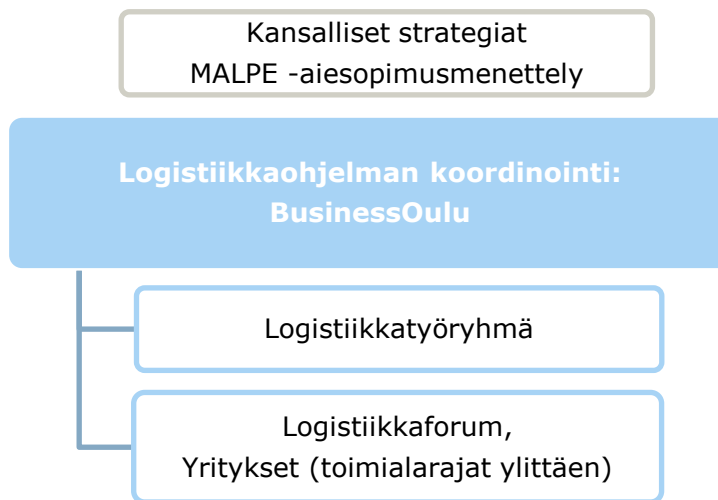 Kansalliset strategiat
MALPE -aiesopimusmenettely
Logistiikkaohjelman koordinointi:
BusinessOulu
Logistiikkatyöryhmä
Logistiikkaforum,
Yritykset (toimialarajat ylittäen)